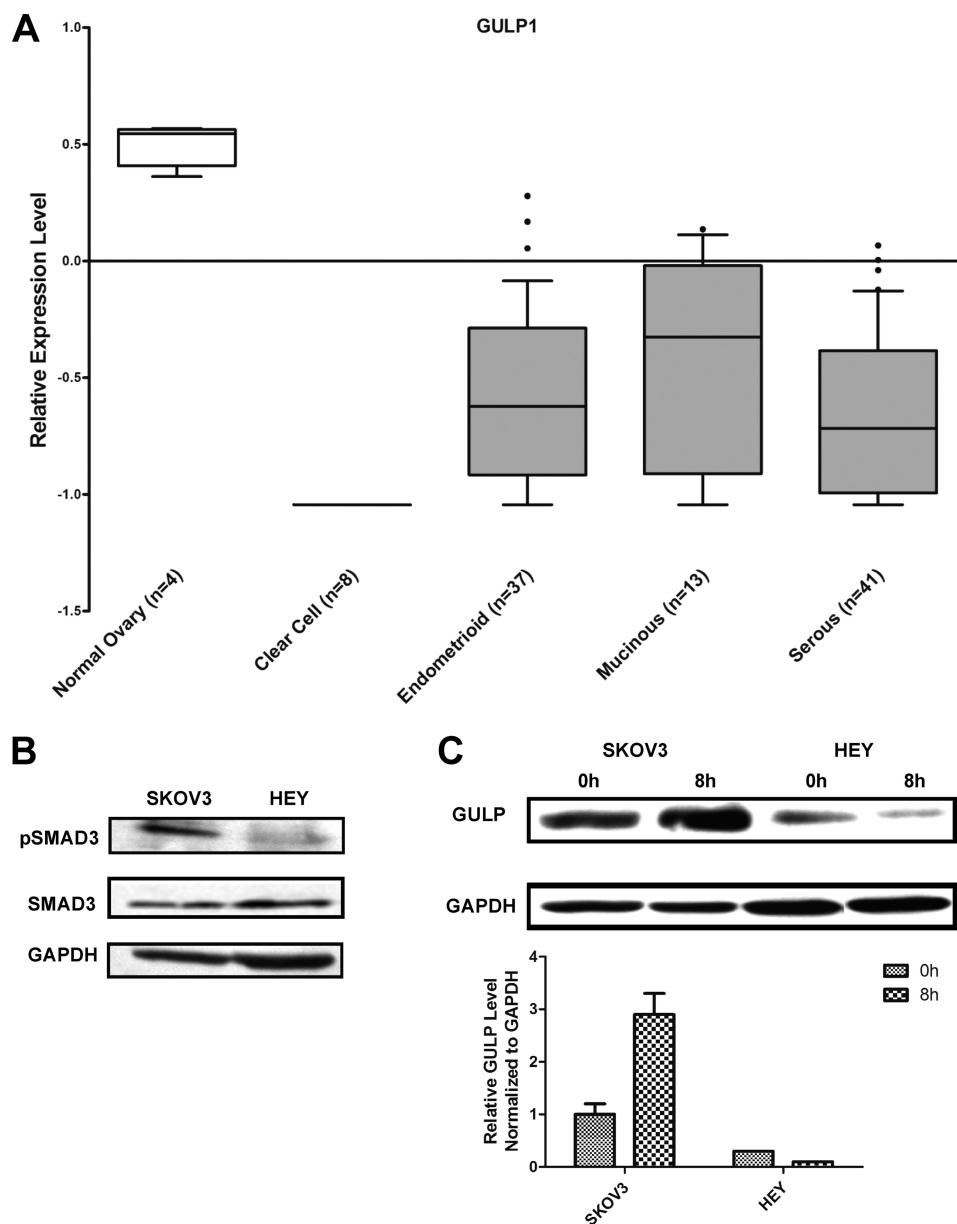 A
GULP1
Relative Expression Level
1.0
0.5
0.0
-0.5
-1.0
-1.5
Normal Ovary (n=4)
Clear Cell (n=8)
Endometrioid (n=37)
Mucinous (n=13)
Serous (n=41)
B
SKOV3 HEY
pSMAD3
SMAD3
GAPDH
C
SKOV3 HEY
0h 8h 0h 8h
GULP
GAPDH
Relative GULP Level
Normalized to GAPDH
4
3
2
1
0
0h
8h
SKOV3
HEY